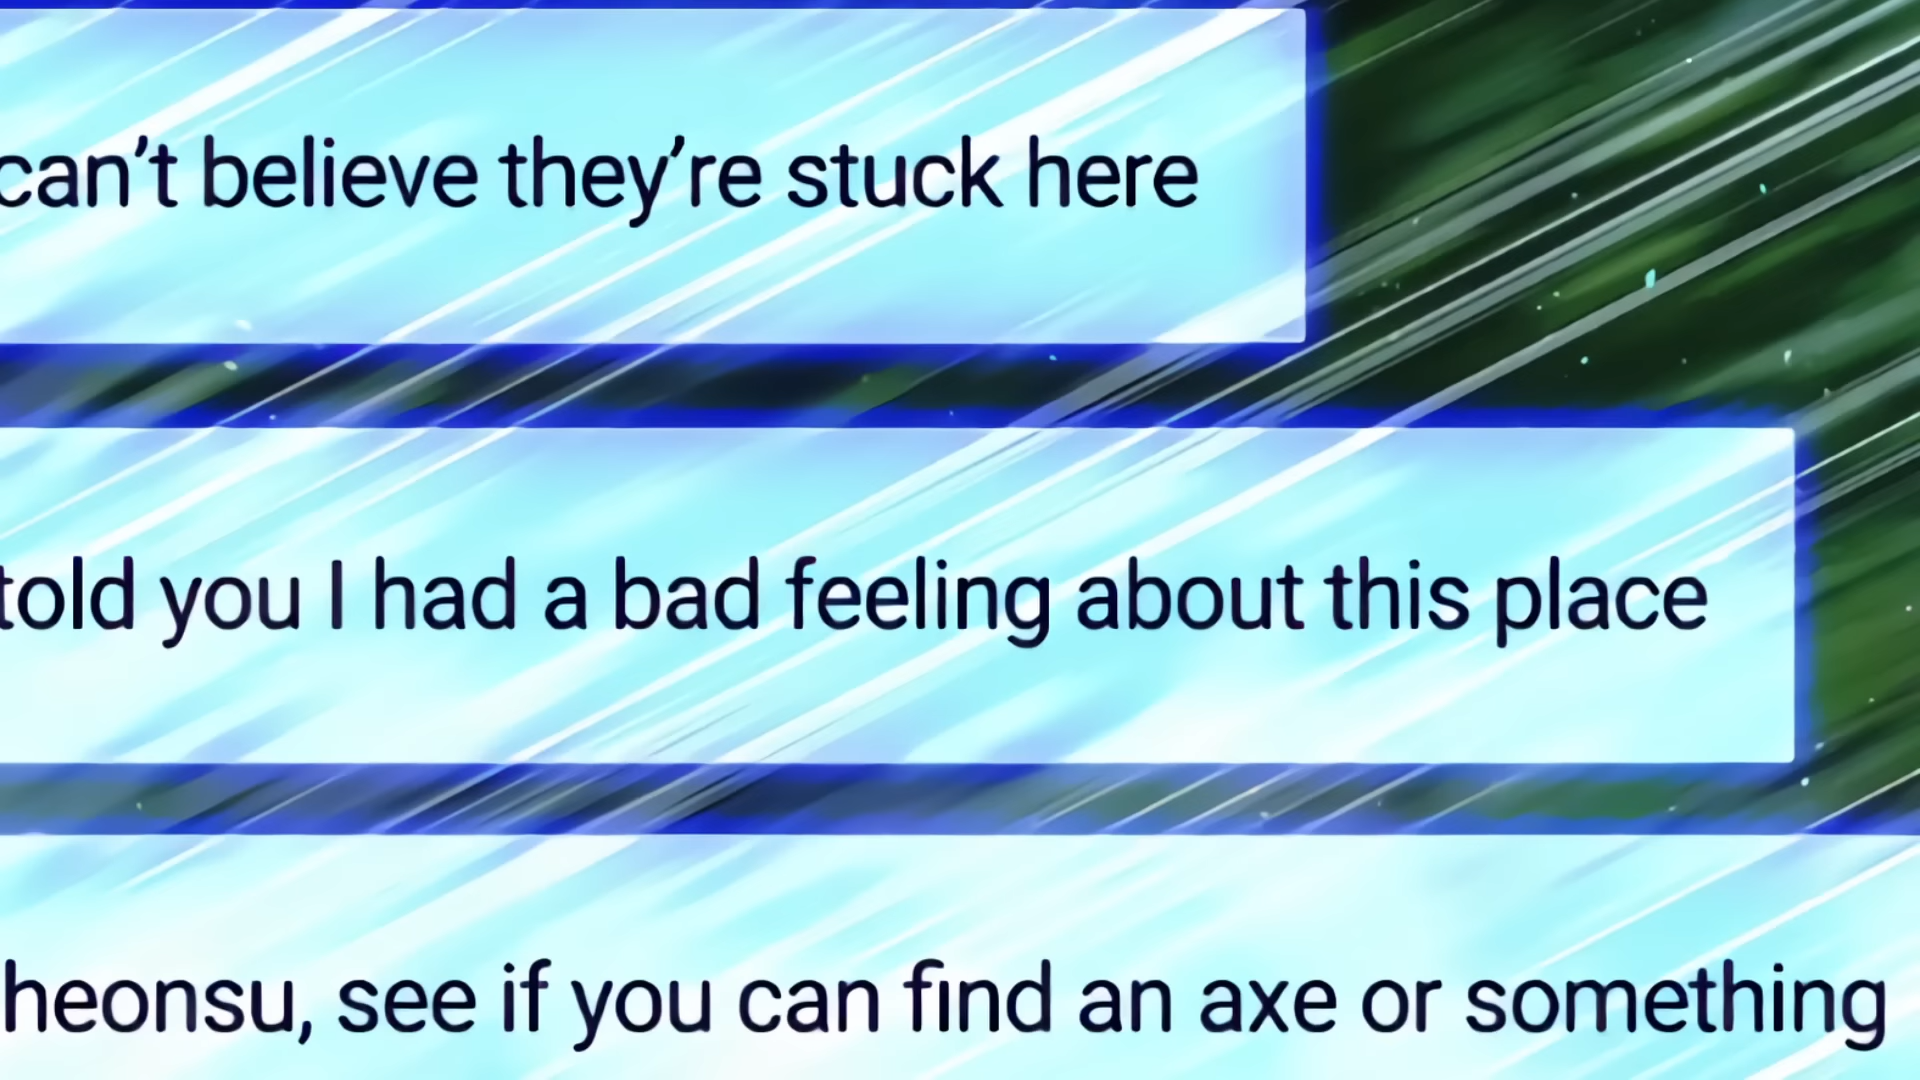 can’t believe they’re stuck here
told you I had a bad feeling about this place
heonsu, see if you can find an axe or something